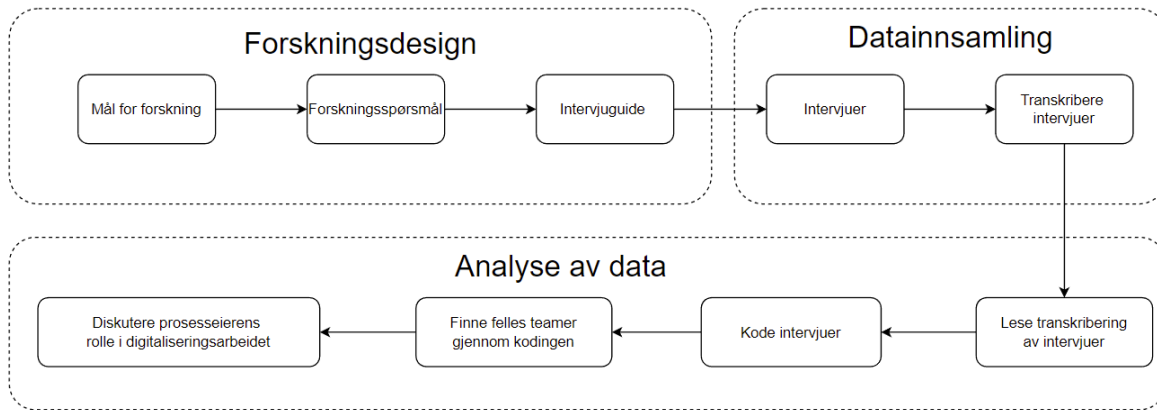 Forskningsdesign
Mål for forskning
Forskningsspørsmål
Intervjuguide
Datainnsamling
Intervjuer
Transkribere
intervjuer
Analyse av data
Lese transkribering
av intervjuer
Kode intervjuer
Finne felles teamer
gjennom kodingen
Diskutere prosesseierens
rolle i digitaliseringsarbeidet